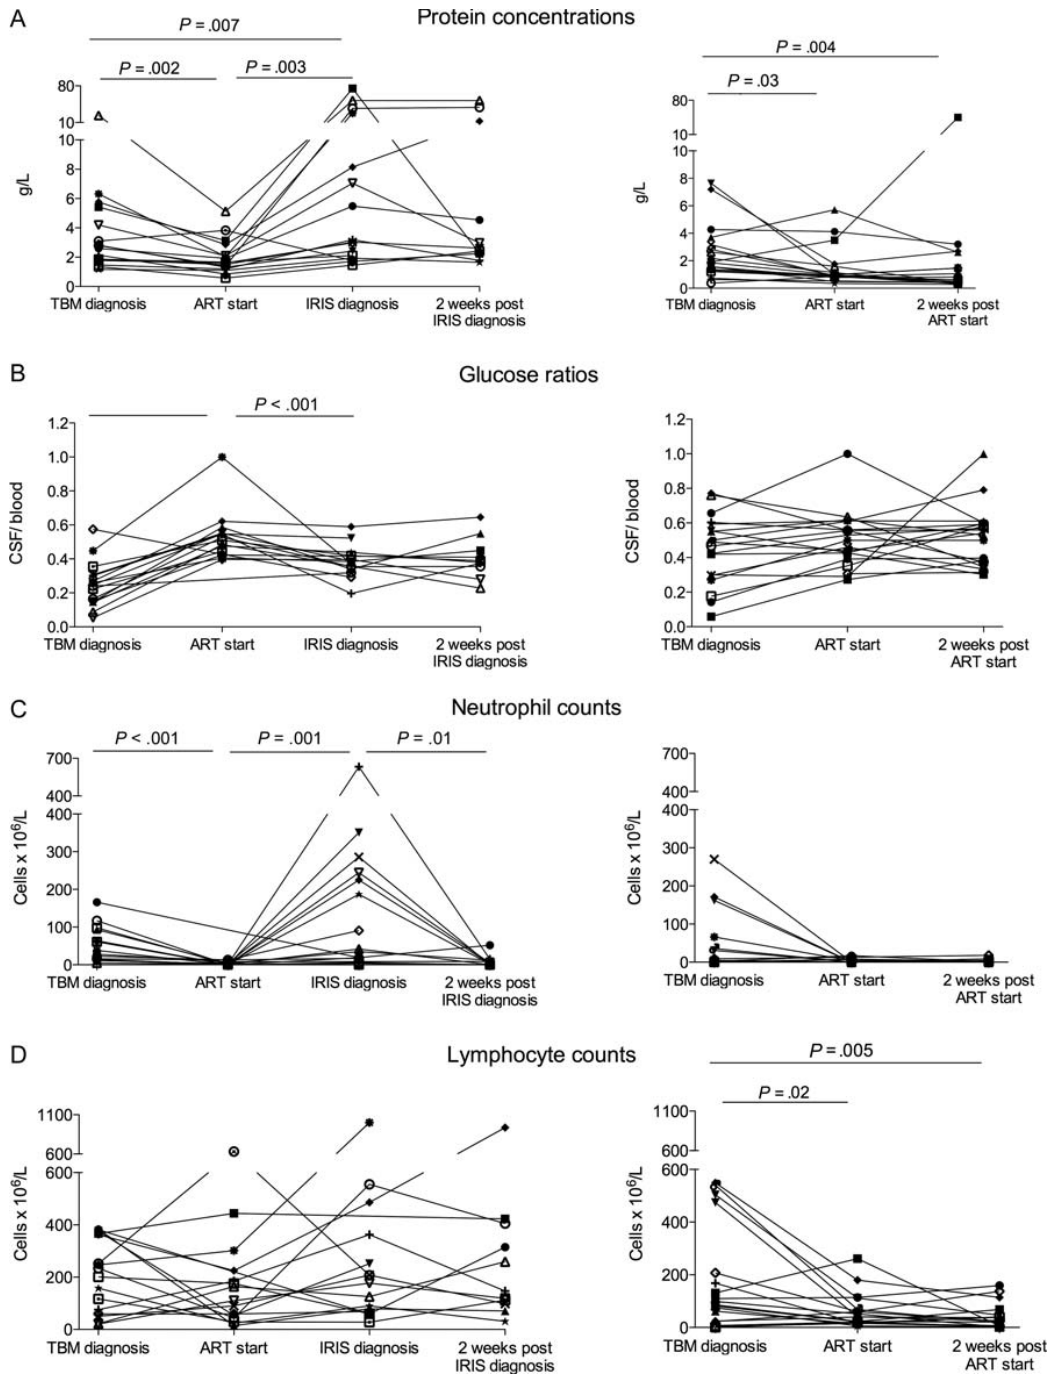 A
Protein concentrations
P = .007
P = .002
P = .003
80
10
10
8
6
4
2
0
g/L
TBM diagnosis
ART start
IRIS diagnosis
2 weeks post
IRIS diagnosis
P = .004
P = .03
80
10
10
8
6
4
2
0
g/L
TBM diagnosis
ART start
2 weeks post
ART start
B
Glucose ratios
P < .001
1.2
1.0
0.8
0.6
0.4
0.2
0.0
CSF/ blood
TBM diagnosis
ART start
IRIS diagnosis
2 weeks post
IRIS diagnosis
1.2
1.0
0.8
0.6
0.4
0.2
0.0
CSF/ blood
TBM diagnosis
ART start
2 weeks post
ART start
C
Neutrophil counts
P < .001
P = .001
P = .01
700
400
400
300
200
100
0
Cells x 10⁶/L
TBM diagnosis
ART start
IRIS diagnosis
2 weeks post
IRIS diagnosis
700
400
400
300
200
100
0
Cells x 10⁶/L
TBM diagnosis
ART start
2 weeks post
ART start
D
Lymphocyte counts
1100
600
600
400
200
0
Cells x 10⁶/L
TBM diagnosis
ART start
IRIS diagnosis
2 weeks post
IRIS diagnosis
P = .005
P = .02
1100
600
600
400
200
0
Cells x 10⁶/L
TBM diagnosis
ART start
2 weeks post
ART start